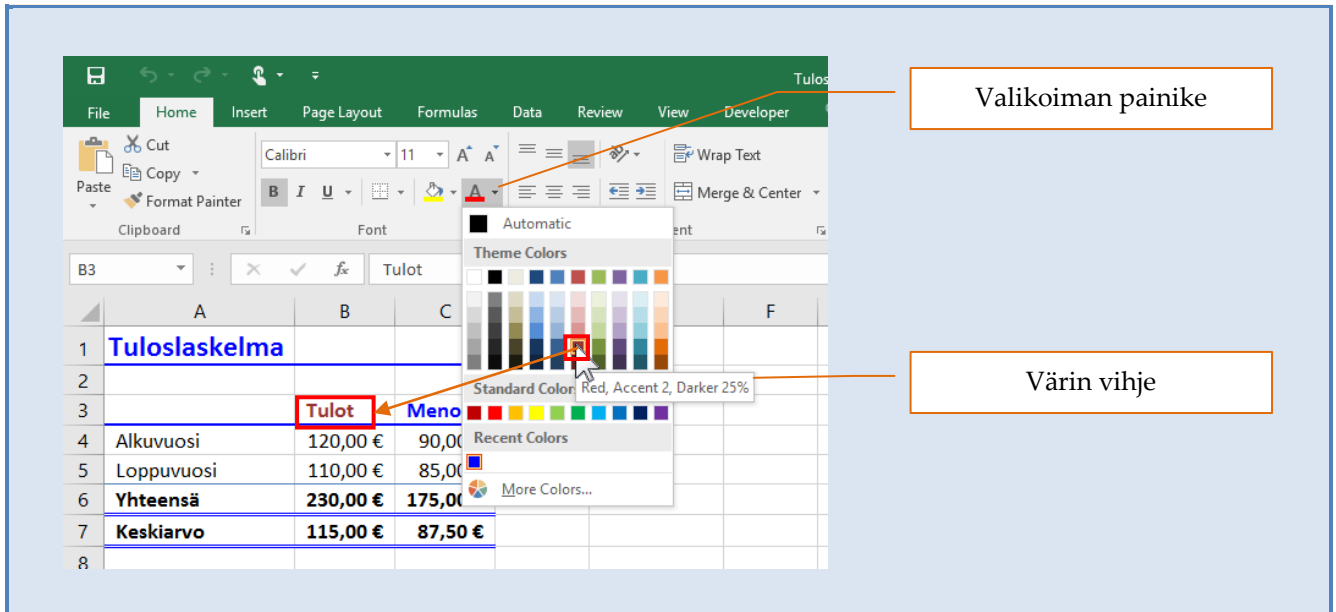 Tulos
Valikoiman painike
File Home Insert Page Layout Formulas Data Review View Developer
Cut
Copy
Format Painter
Paste
Calibri 11 A A
B I U A
Wrap Text
Merge & Center
Clipboard Font ent
B3 fx Tulot
Automatic
Theme Colors
A B C F
1 Tuloslaskelma
2
Standard Color
Red, Accent 2, Darker 25%
Värin vihje
3 Tulot Meno
4 Alkuvuosi 120,00 € 90,00
Recent Colors
5 Loppuvuosi 110,00 € 85,00
6 Yhteensä 230,00 € 175,00
More Colors...
7 Keskiarvo 115,00 € 87,50 €
8